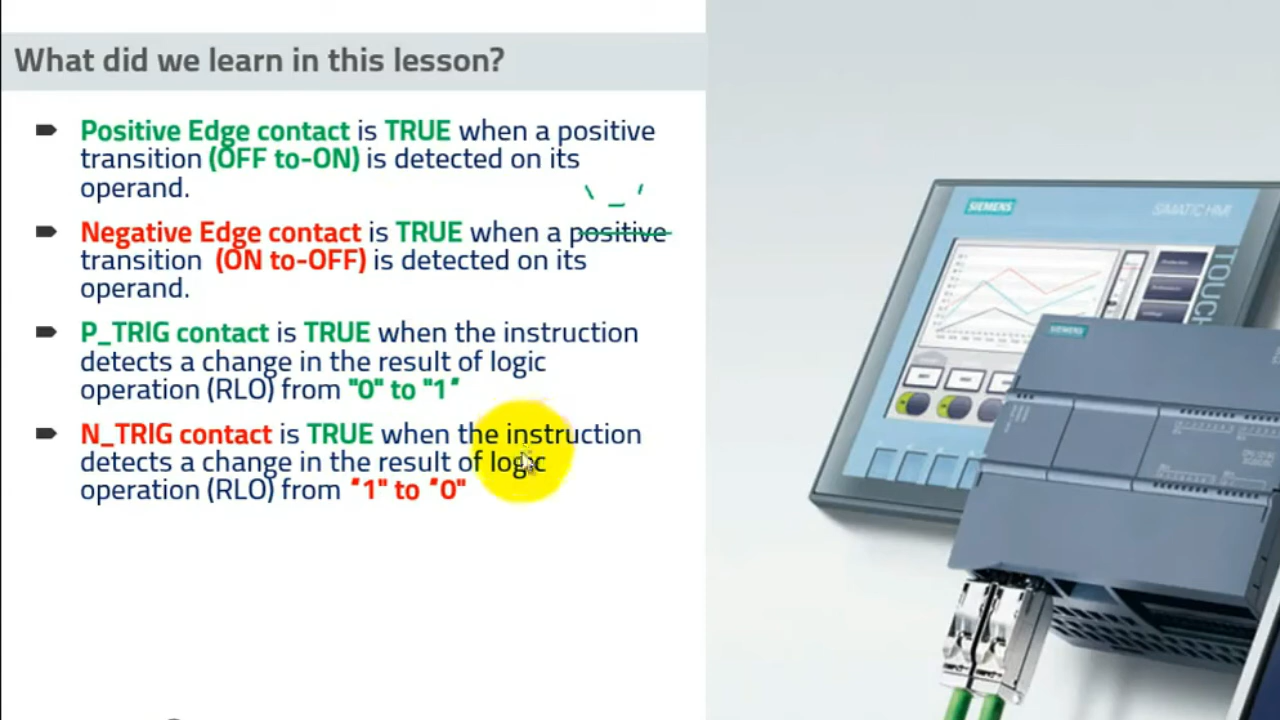 What did we learn in this lesson?
Positive Edge contact is TRUE when a positive
transition (OFF to-ON) is detected on its
operand.
Negative Edge contact is TRUE when a positive
transition (ON to-OFF) is detected on its
operand.
P_TRIG contact is TRUE when the instruction
detects a change in the result of logic
operation (RLO) from "0" to "1"
N_TRIG contact is TRUE when the instruction
detects a change in the result of logic
operation (RLO) from "1" to "0"
SIEMENS
SIMATIC HMI
TOUCH
SIEMENS